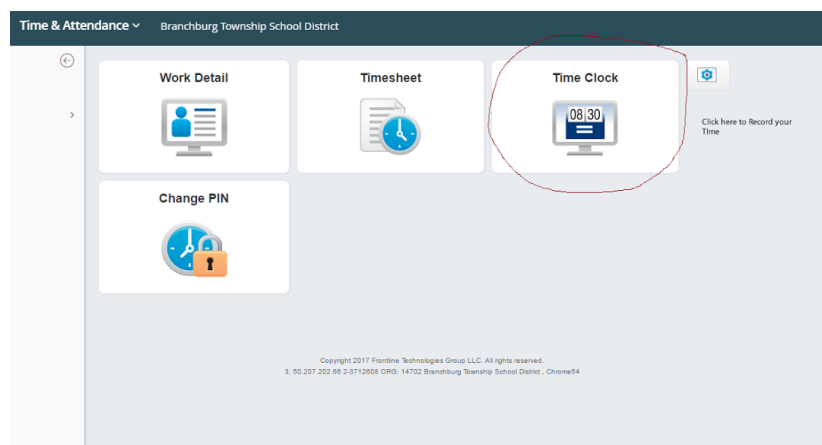 Time & Attendance Branchburg Township School District
Work Detail
Timesheet
Time Clock
08 30
Click here to Record your
TIme
Change PIN
Copyright 2017 Frontline Technologies Group LLC. All rights reserved.
3, 50.207.202.66 2-3712608 ORG: 14702 Branchburg Township School District , Chrome54